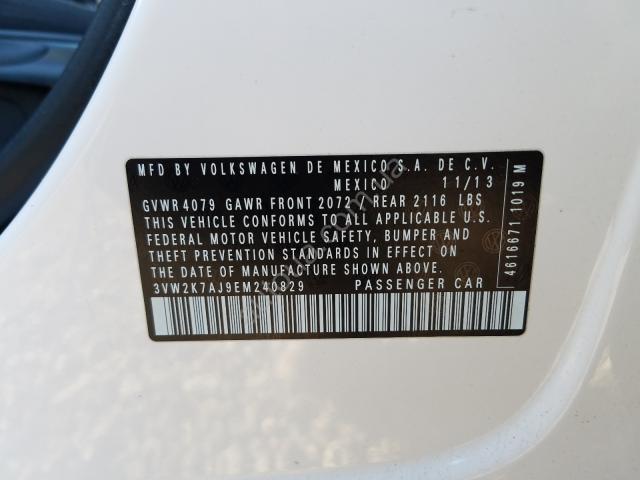 MFD BY VOLKSWAGEN DE MEXICO S.A. DE C.V.
MEXICO 11/13
GVWR 4079 GAWR FRONT 2072 REAR 2116 LBS
THIS VEHICLE CONFORMS TO ALL APPLICABLE U.S.
FEDERAL MOTOR VEHICLE SAFETY, BUMPER AND
THEFT PREVENTION STANDARDS IN EFFECT ON THE
DATE OF MANUFACTURE SHOWN ABOVE.
3VW2K7AJ9EM240829 PASSENGER CAR
4616671 1019 M